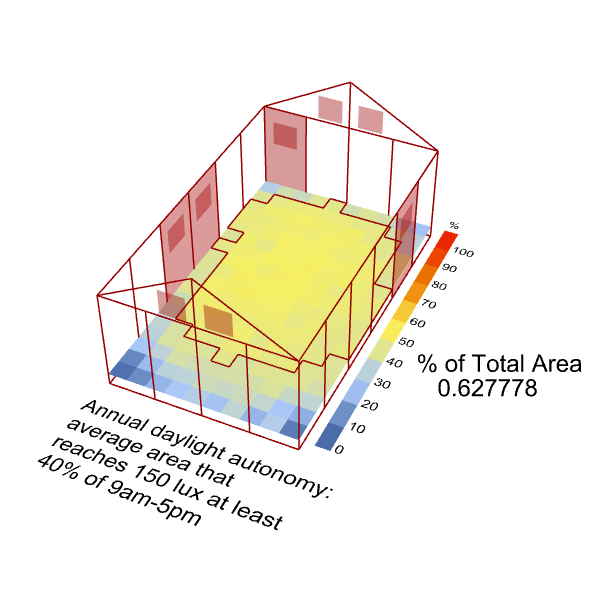 %
100
90
80
70
60
50
40
30
20
10
0
% of Total Area
0.627778
Annual daylight autonomy:
average area that
reaches 150 lux at least
40% of 9am-5pm